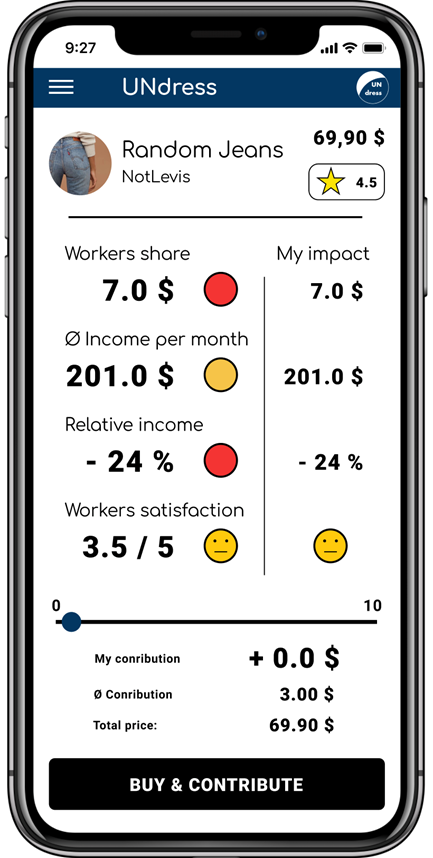 9:27
UNdress
UN
dress
Random Jeans
69,90 $
NotLevis
4.5
Workers share
My impact
7.0 $
7.0 $
Ø Income per month
201.0 $
201.0 $
Relative income
- 24 %
- 24 %
Workers satisfaction
3.5 / 5
0
10
My conribution
+ 0.0 $
Ø Conribution
3.00 $
Total price:
69.90 $
BUY & CONTRIBUTE